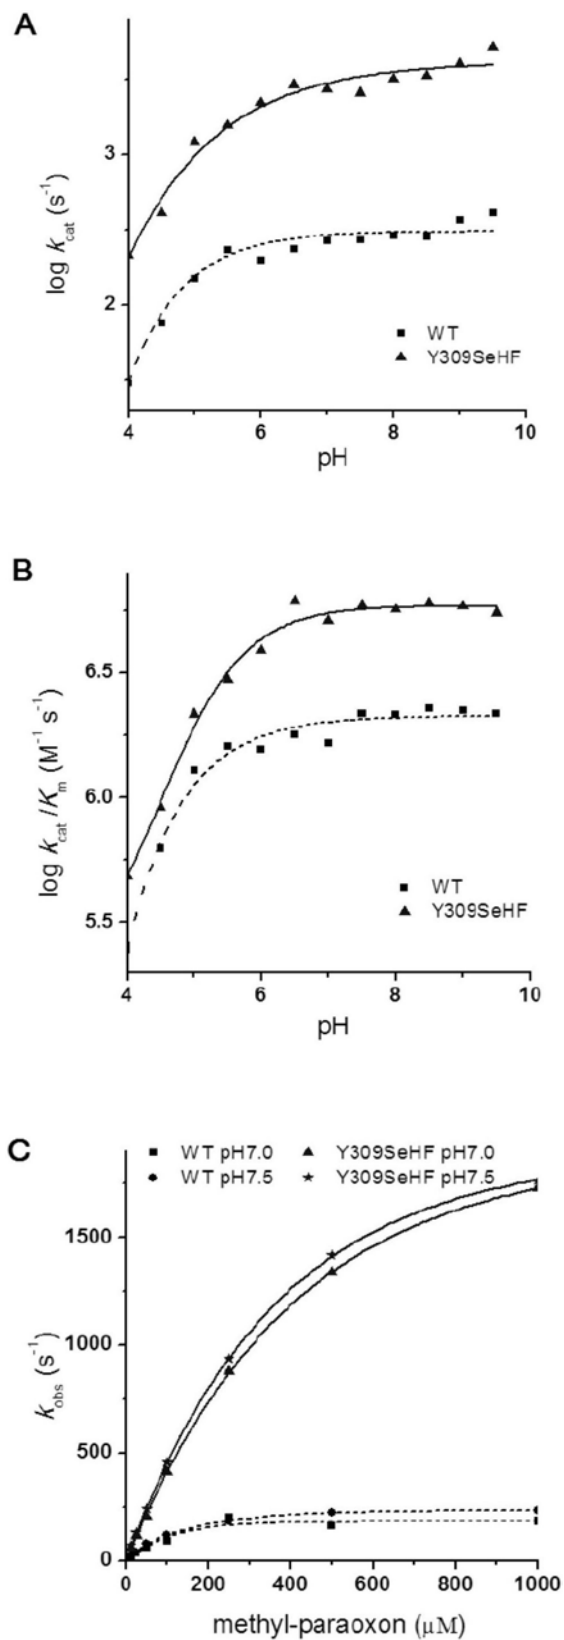 A
log kcat (s⁻¹)
3
2
WT
Y309SeHF
4 6 8 10
pH
B
log kcat /Km (M⁻¹ s⁻¹)
6.5
6.0
5.5
WT
Y309SeHF
4 6 8 10
pH
C
WT pH7.0 Y309SeHF pH7.0
WT pH7.5 Y309SeHF pH7.5
kobs (s⁻¹)
1500
1000
500
0
0 200 400 600 800 1000
methyl-paraoxon (µM)